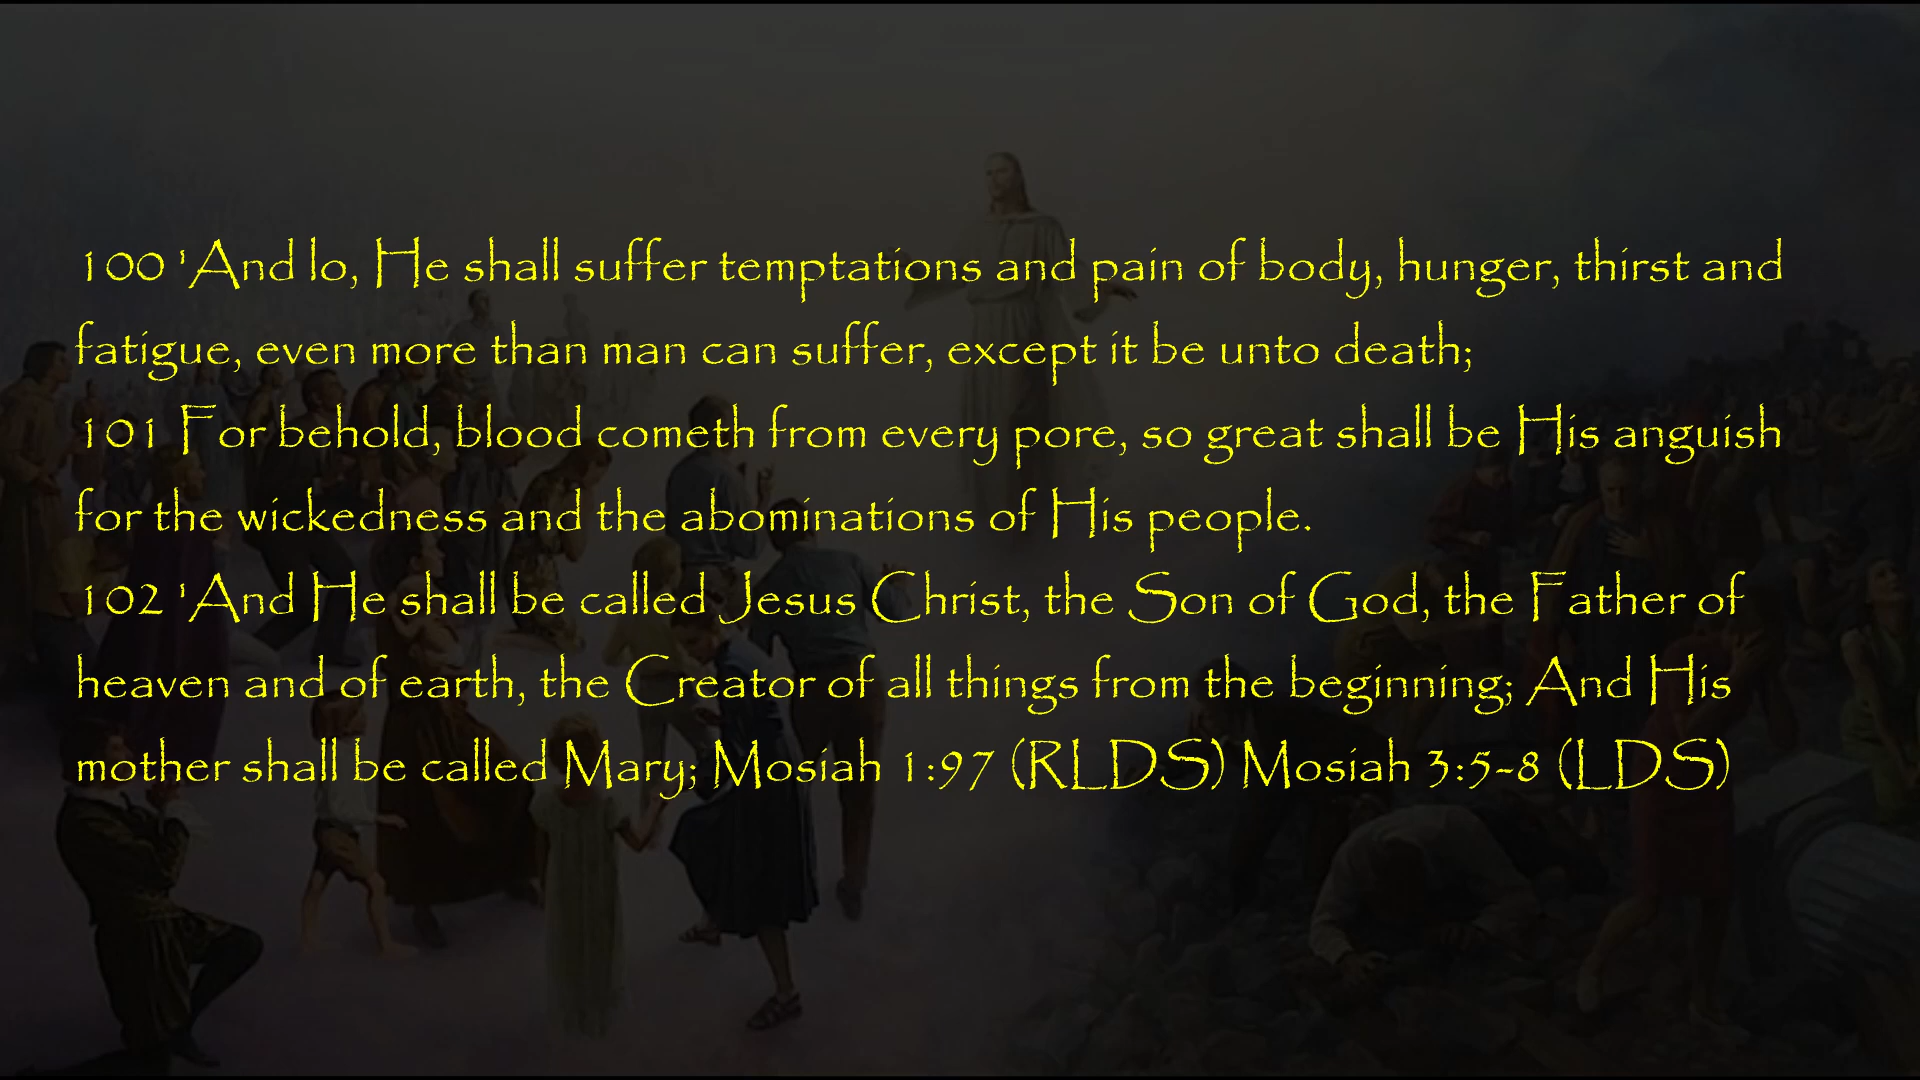 100 'And lo, He shall suffer temptations and pain of body, hunger, thirst and
fatigue, even more than man can suffer, except it be unto death;
101 For behold, blood cometh from every pore, so great shall be His anguish
for the wickedness and the abominations of His people.
102 'And He shall be called Jesus Christ, the Son of God, the Father of
heaven and of earth, the Creator of all things from the beginning; And His
mother shall be called Mary; Mosiah 1:97 (RLDS) Mosiah 3:5-8 (LDS)